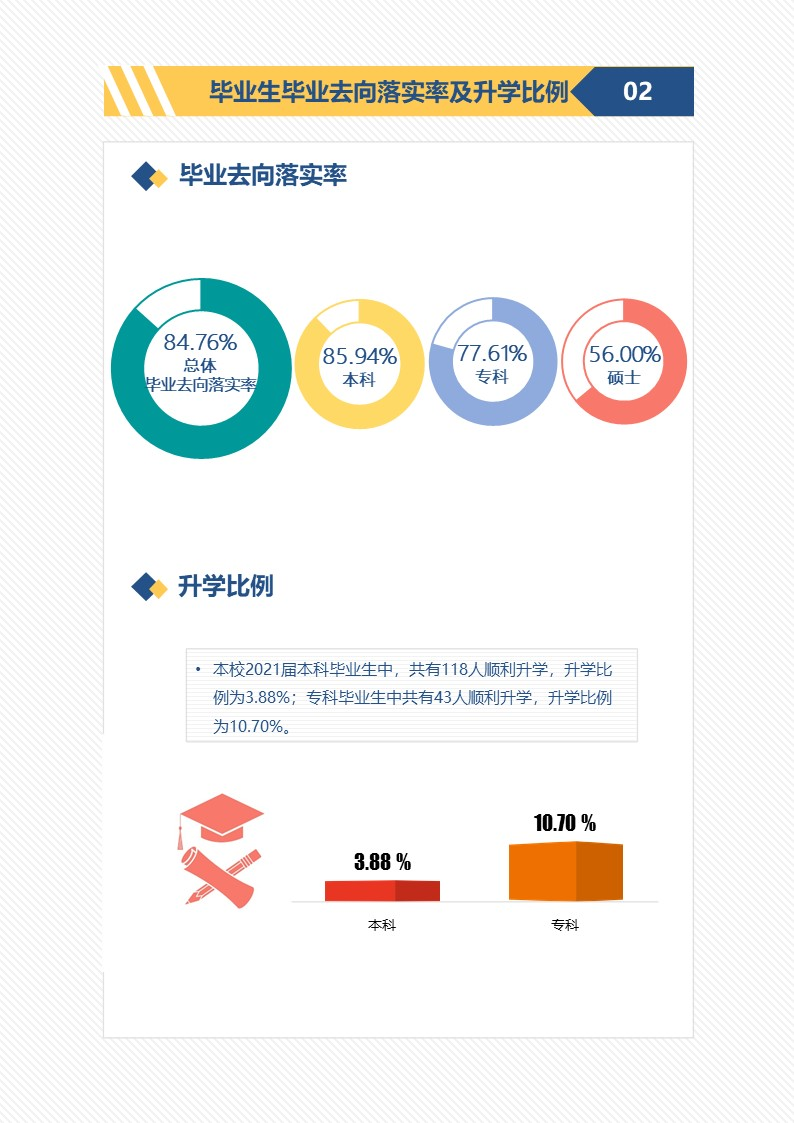 毕业生毕业去向落实率及升学比例
02
毕业去向落实率
84.76%
总体
毕业去向落实率
85.94%
本科
77.61%
专科
56.00%
硕士
升学比例
• 本校2021届本科毕业生中，共有118人顺利升学，升学比
例为3.88%；专科毕业生中共有43人顺利升学，升学比例
为10.70%。
3.88 %
10.70 %
本科
专科